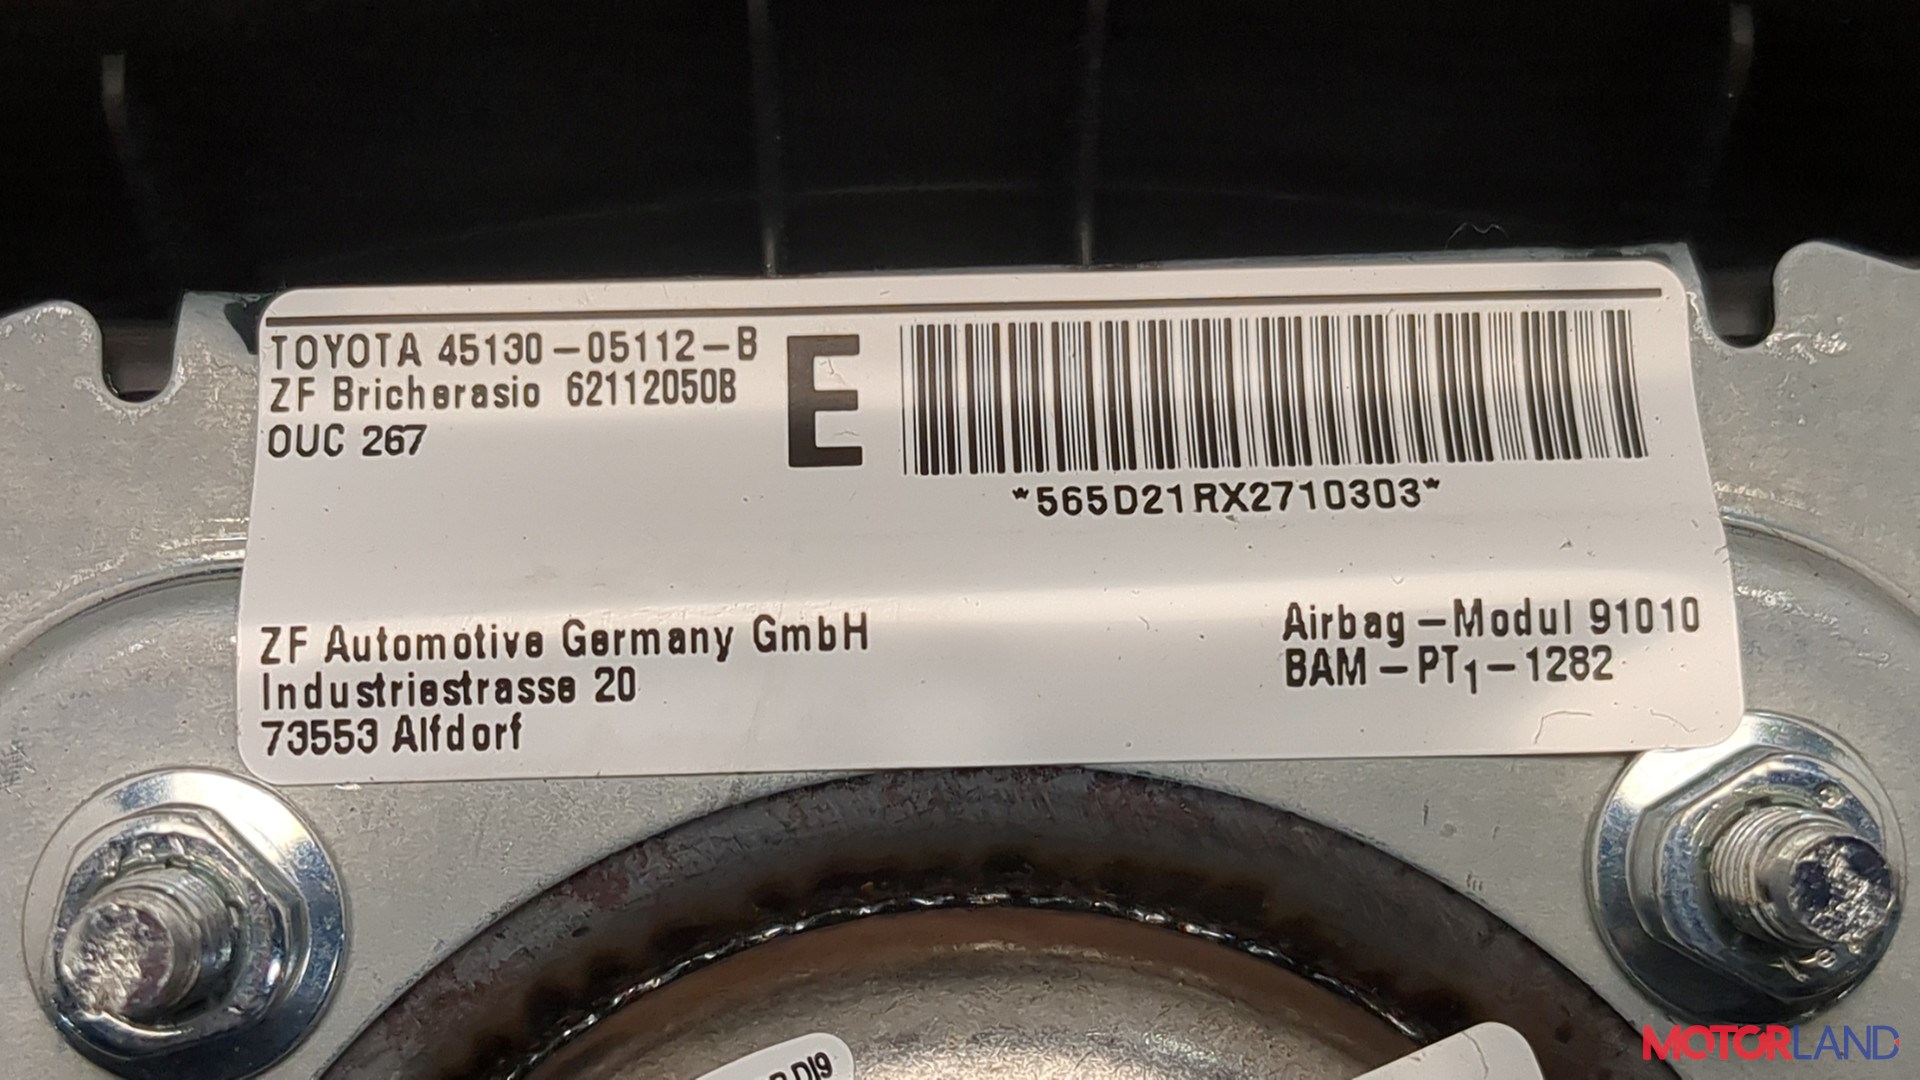 TOYOTA 45130-05112-B
ZF Bricherasio 62112050B
OUC 267
E
*565D21RX2710303*
ZF Automotive Germany GmbH
Industriestrasse 20
73553 Alfdorf
Airbag-Modul 91010
BAM-PT1-1282
DI9
MOTORLAND